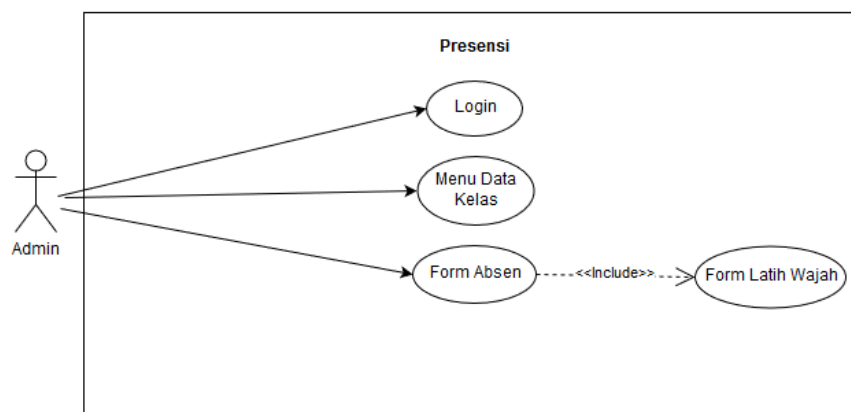 Presensi
Login
Menu Data
Kelas
Admin
Form Absen
<<Include>>
Form Latih Wajah